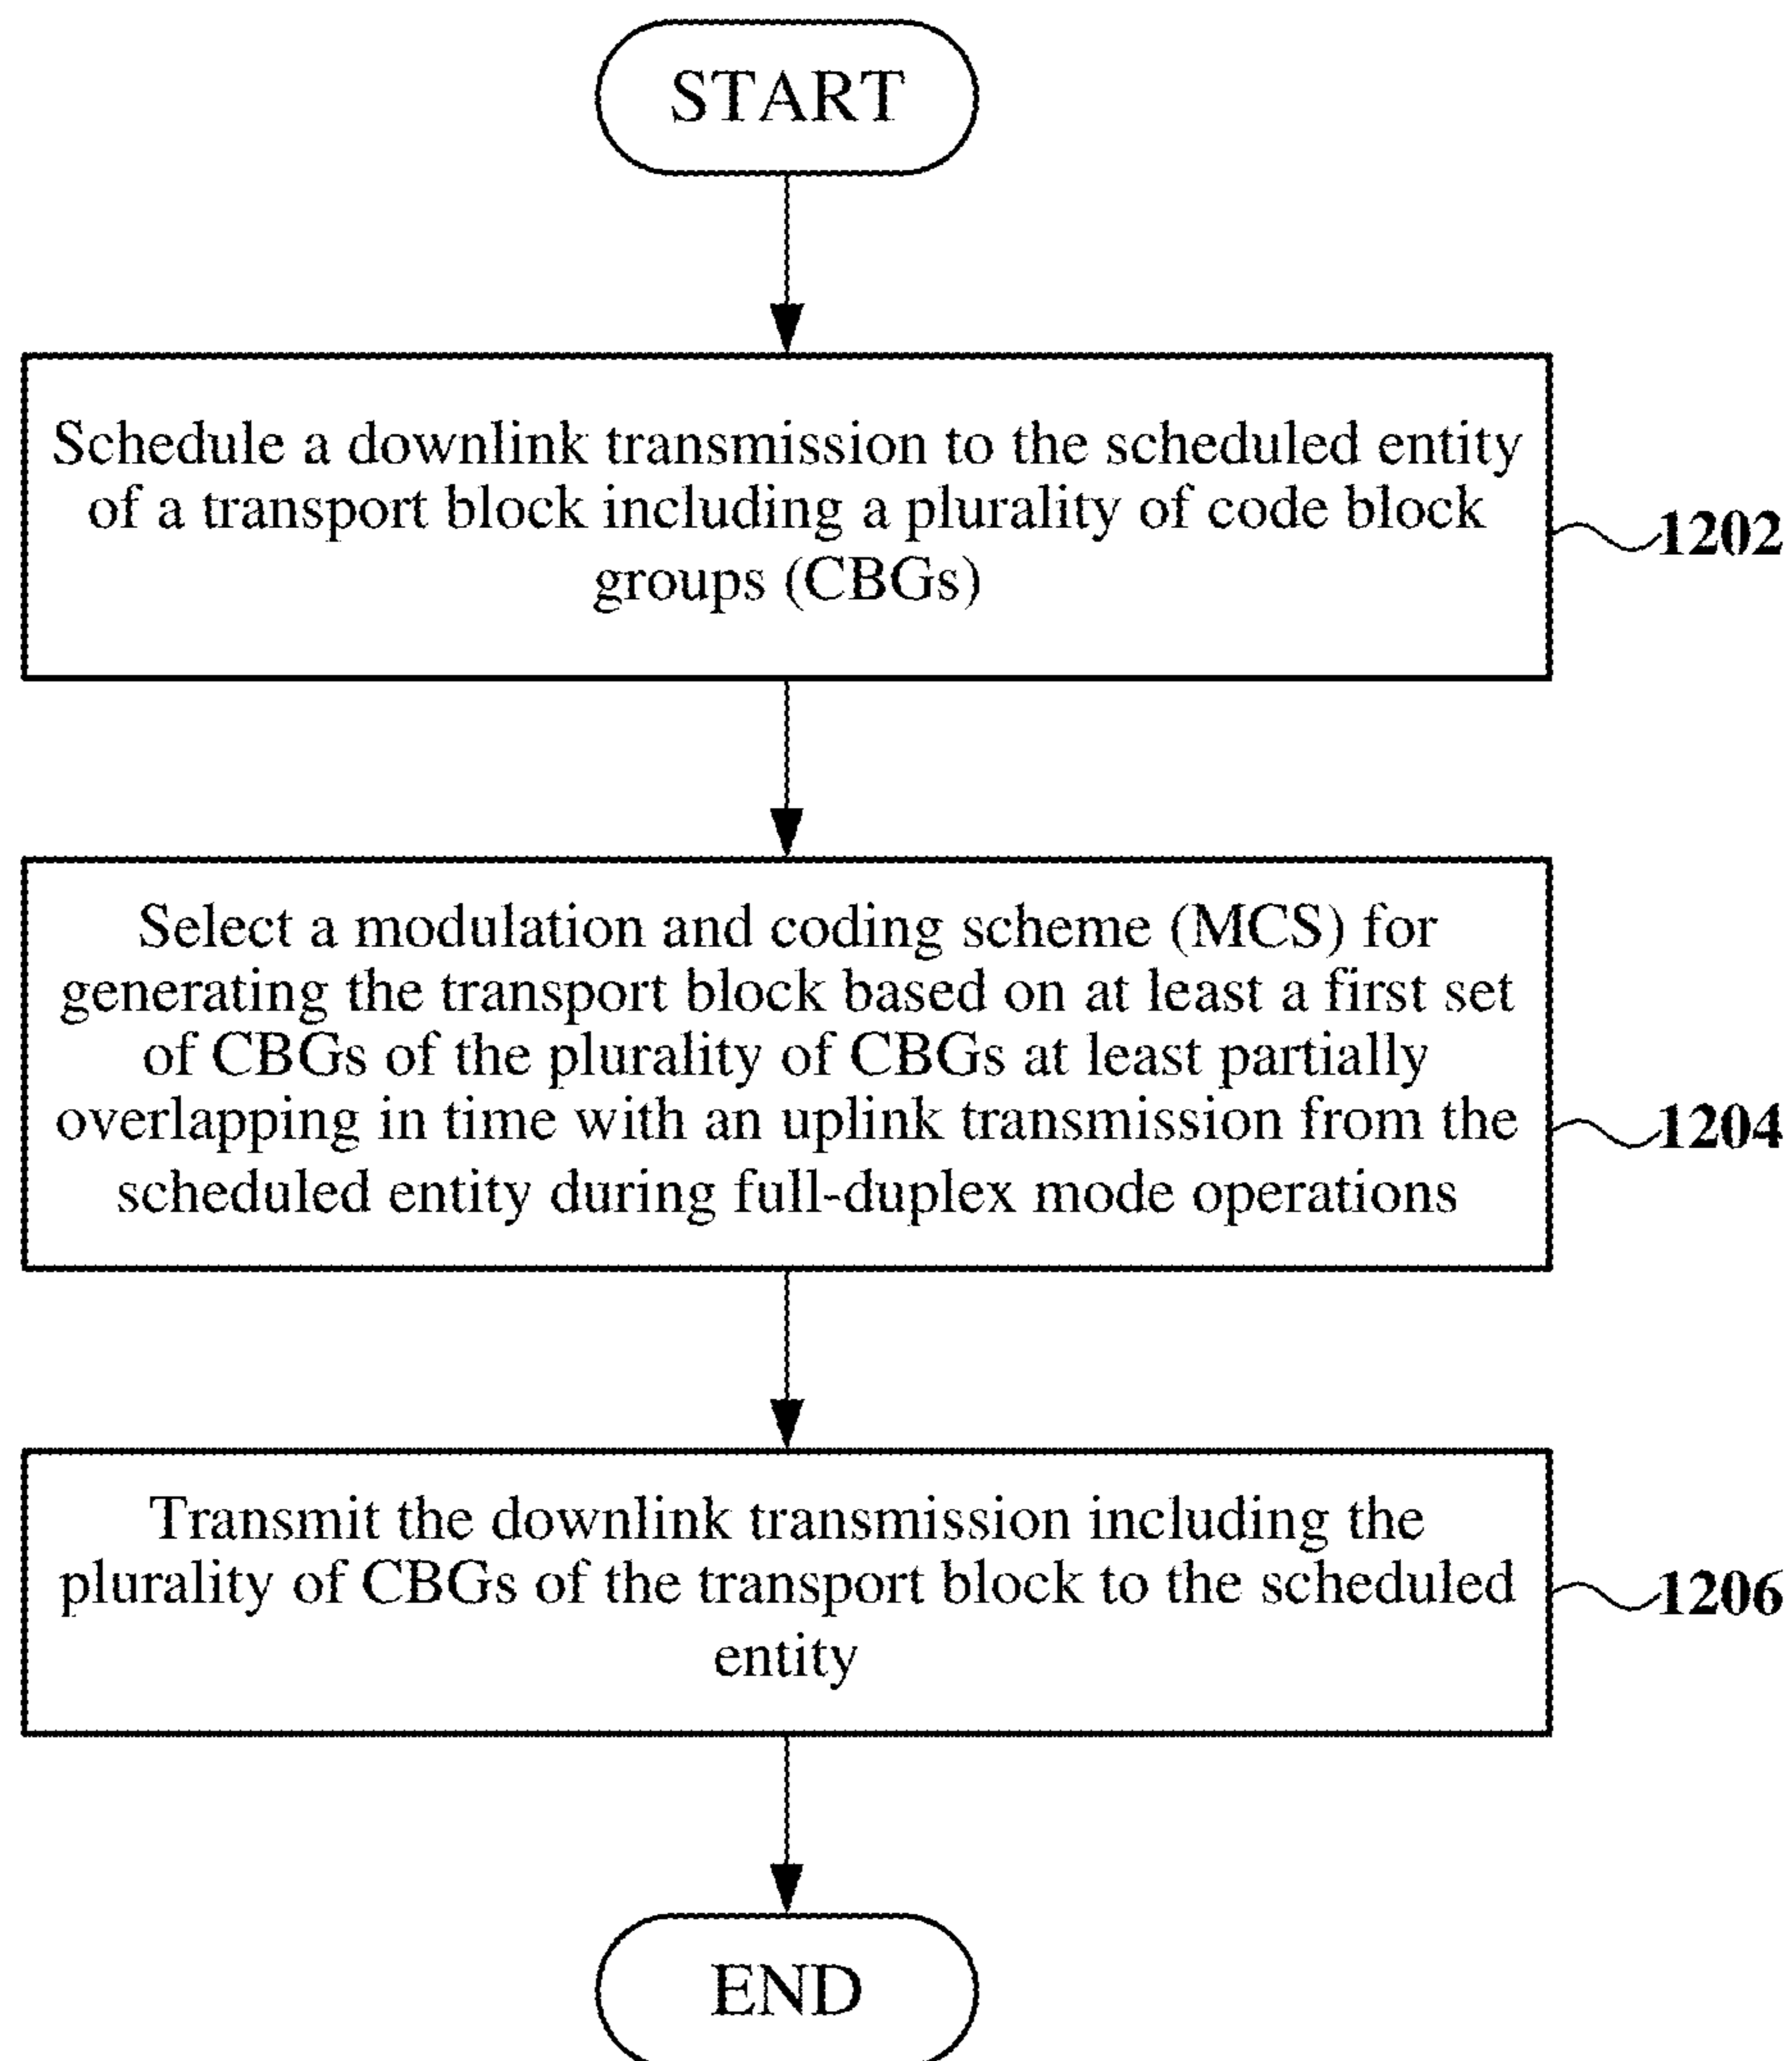 START
Schedule a downlink transmission to the scheduled entity
of a transport block including a plurality of code block
groups (CBGs)
1202
Select a modulation and coding scheme (MCS) for
generating the transport block based on at least a first set
of CBGs of the plurality of CBGs at least partially
overlapping in time with an uplink transmission from the
scheduled entity during full-duplex mode operations
1204
Transmit the downlink transmission including the
plurality of CBGs of the transport block to the scheduled
entity
1206
END